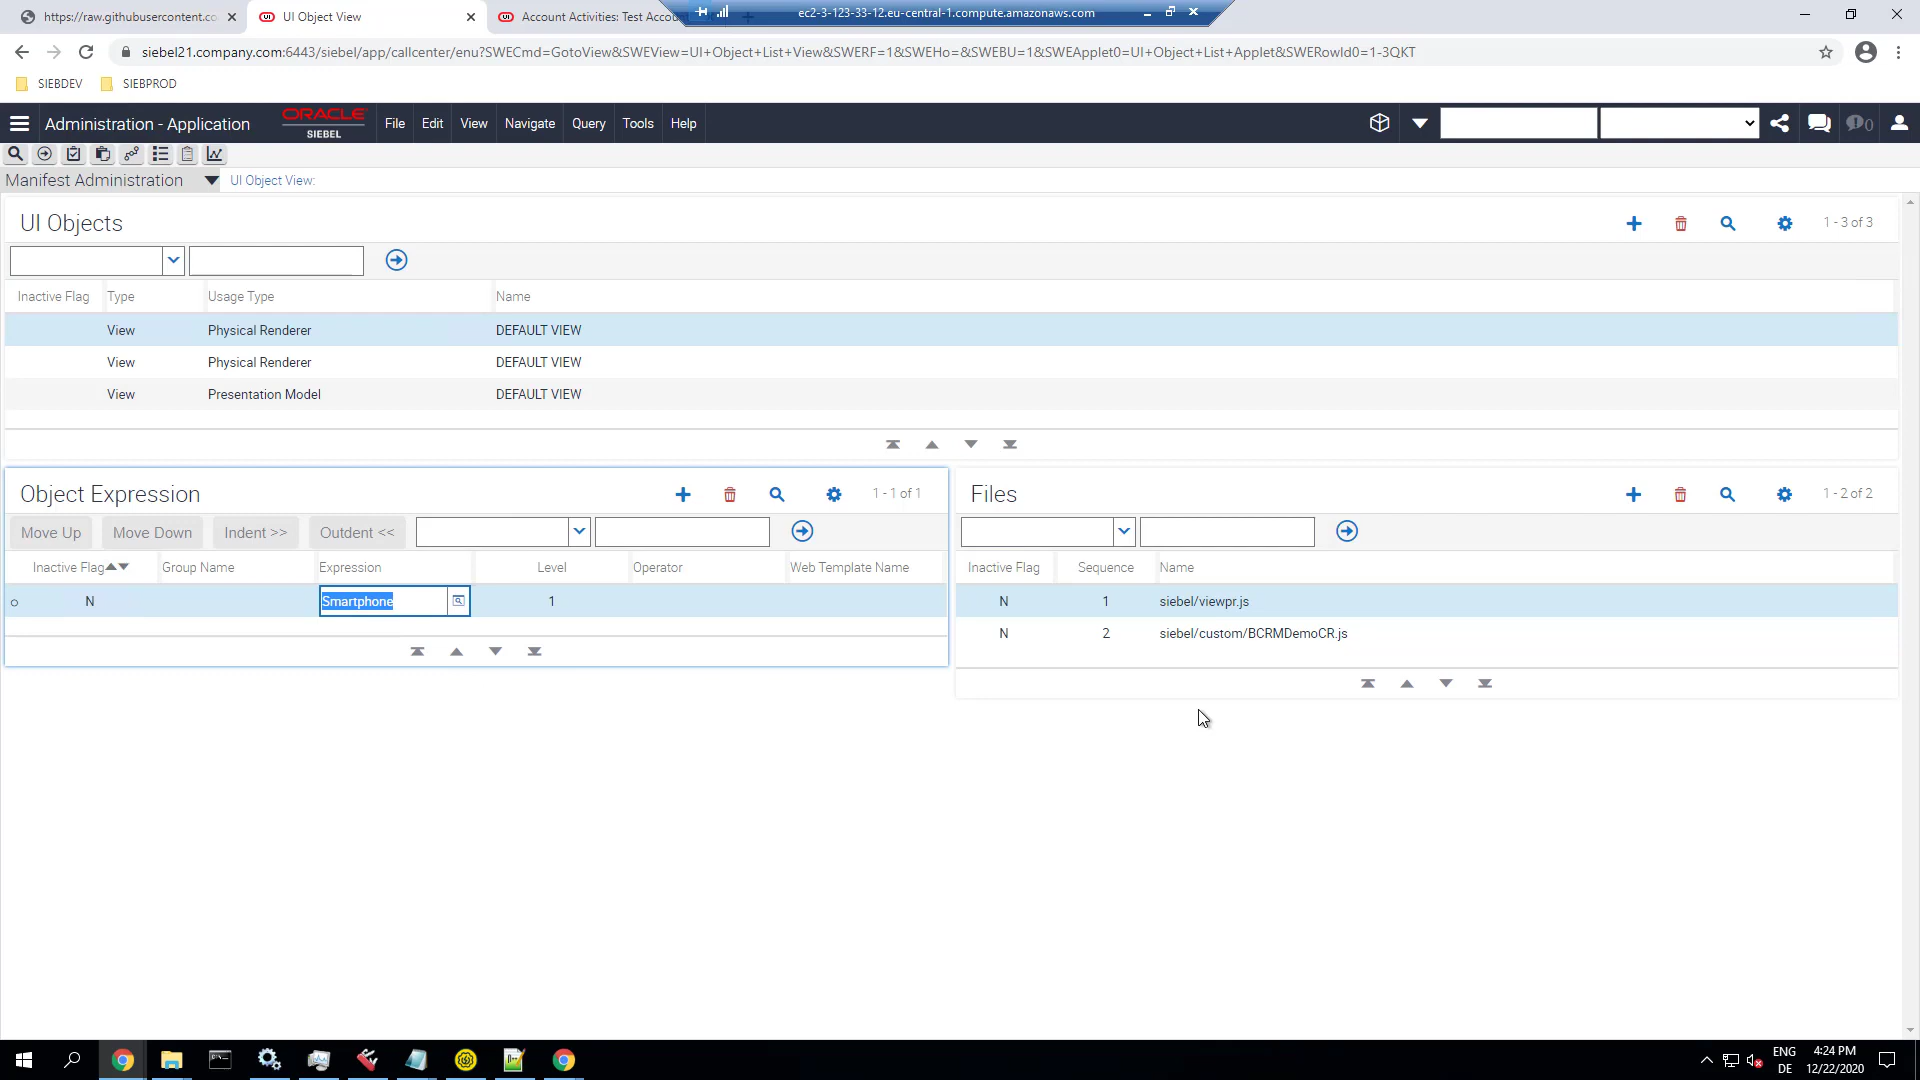 https://raw.githubusercontent.co
UI Object View
Account Activities: Test Accou
ec2-3-123-33-12.eu-central-1.compute.amazonaws.com
siebel21.company.com:6443/siebel/app/callcenter/enu?SWECmd=GotoView&SWEView=UI+Object+List+View&SWERF=1&SWEHo=&SWEBU=1&SWEApplet0=UI+Object+List+Applet&SWERowId0=1-3QKT
SIEBDEV
SIEBPROD
Administration - Application
ORACLE
SIEBEL
File
Edit
View
Navigate
Query
Tools
Help
0
Manifest Administration
UI Object View:
UI Objects
1 - 3 of 3
Inactive Flag
Type
Usage Type
Name
View
Physical Renderer
DEFAULT VIEW
View
Physical Renderer
DEFAULT VIEW
View
Presentation Model
DEFAULT VIEW
Object Expression
1 - 1 of 1
Move Up
Move Down
Indent >>
Outdent <<
Inactive Flag
Group Name
Expression
Level
Operator
Web Template Name
N
Smartphone
1
Files
1 - 2 of 2
Inactive Flag
Sequence
Name
N
1
siebel/viewpr.js
N
2
siebel/custom/BCRMDemoCR.js
ENG
DE
4:24 PM
12/22/2020